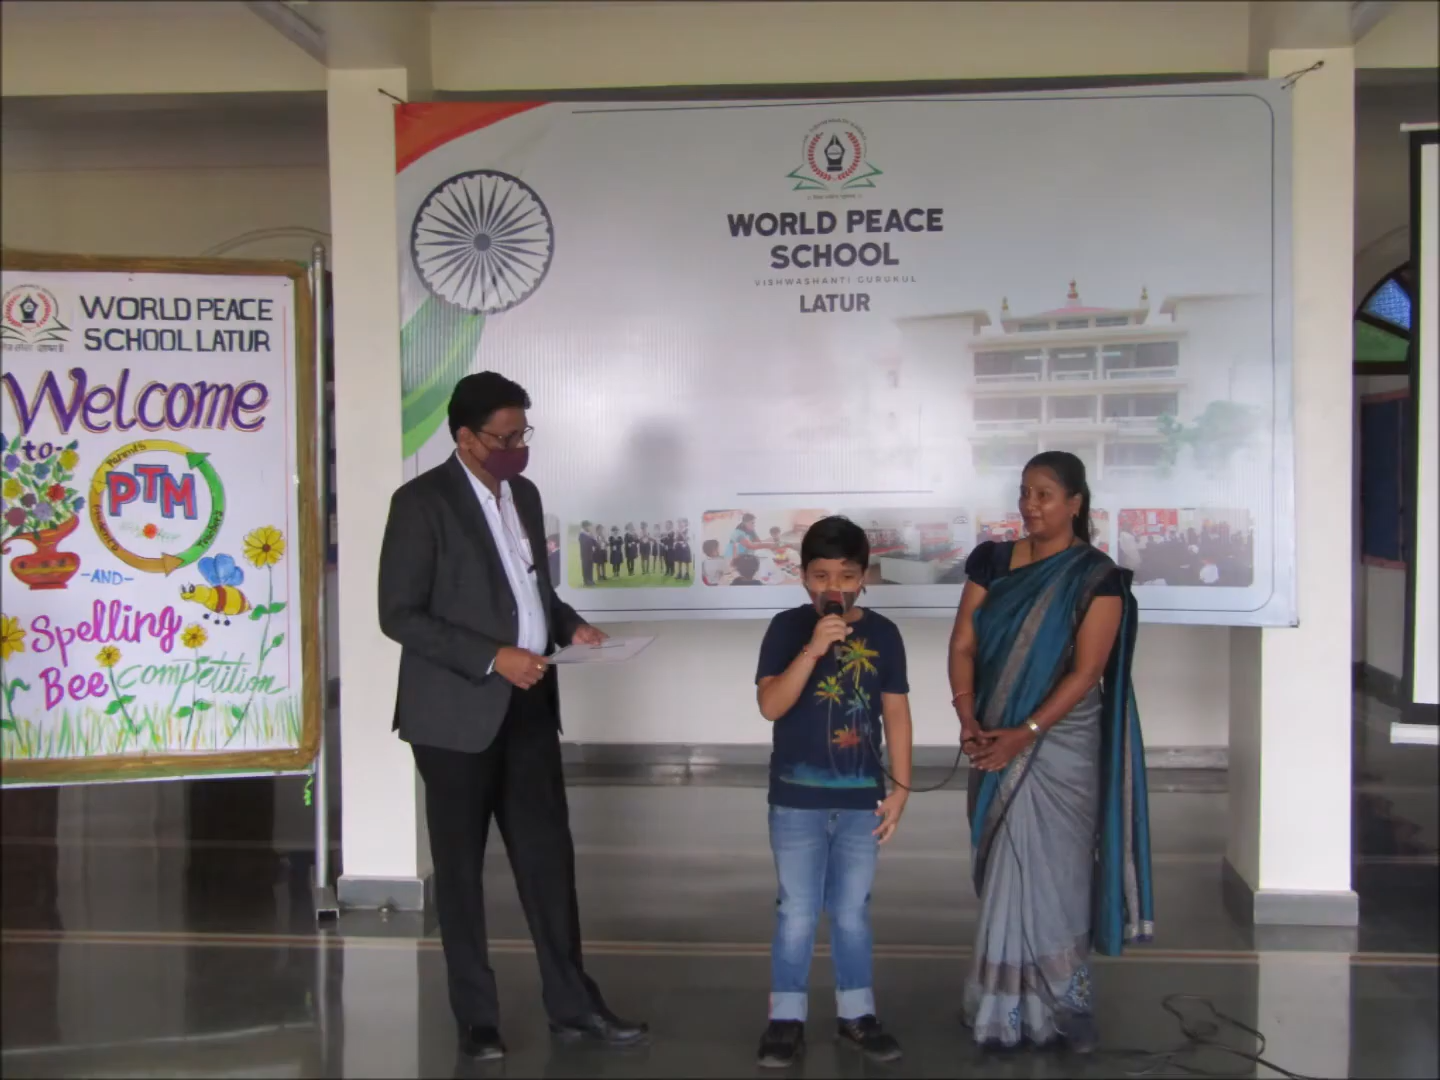 WORLD PEACE
SCHOOL
VISHWASHANTI GURUKUL
LATUR
WORLD PEACE
SCHOOL LATUR
Welcome
to-
Parents
PTM
Teachers
-AND-
Spelling
Bee competition